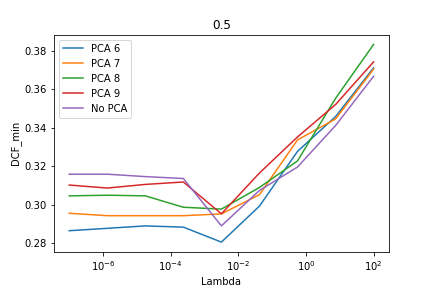 0.5
PCA 6
PCA 7
PCA 8
PCA 9
No PCA
DCF_min
0.38
0.36
0.34
0.32
0.30
0.28
10⁻⁶
10⁻⁴
10⁻²
10⁰
10²
Lambda